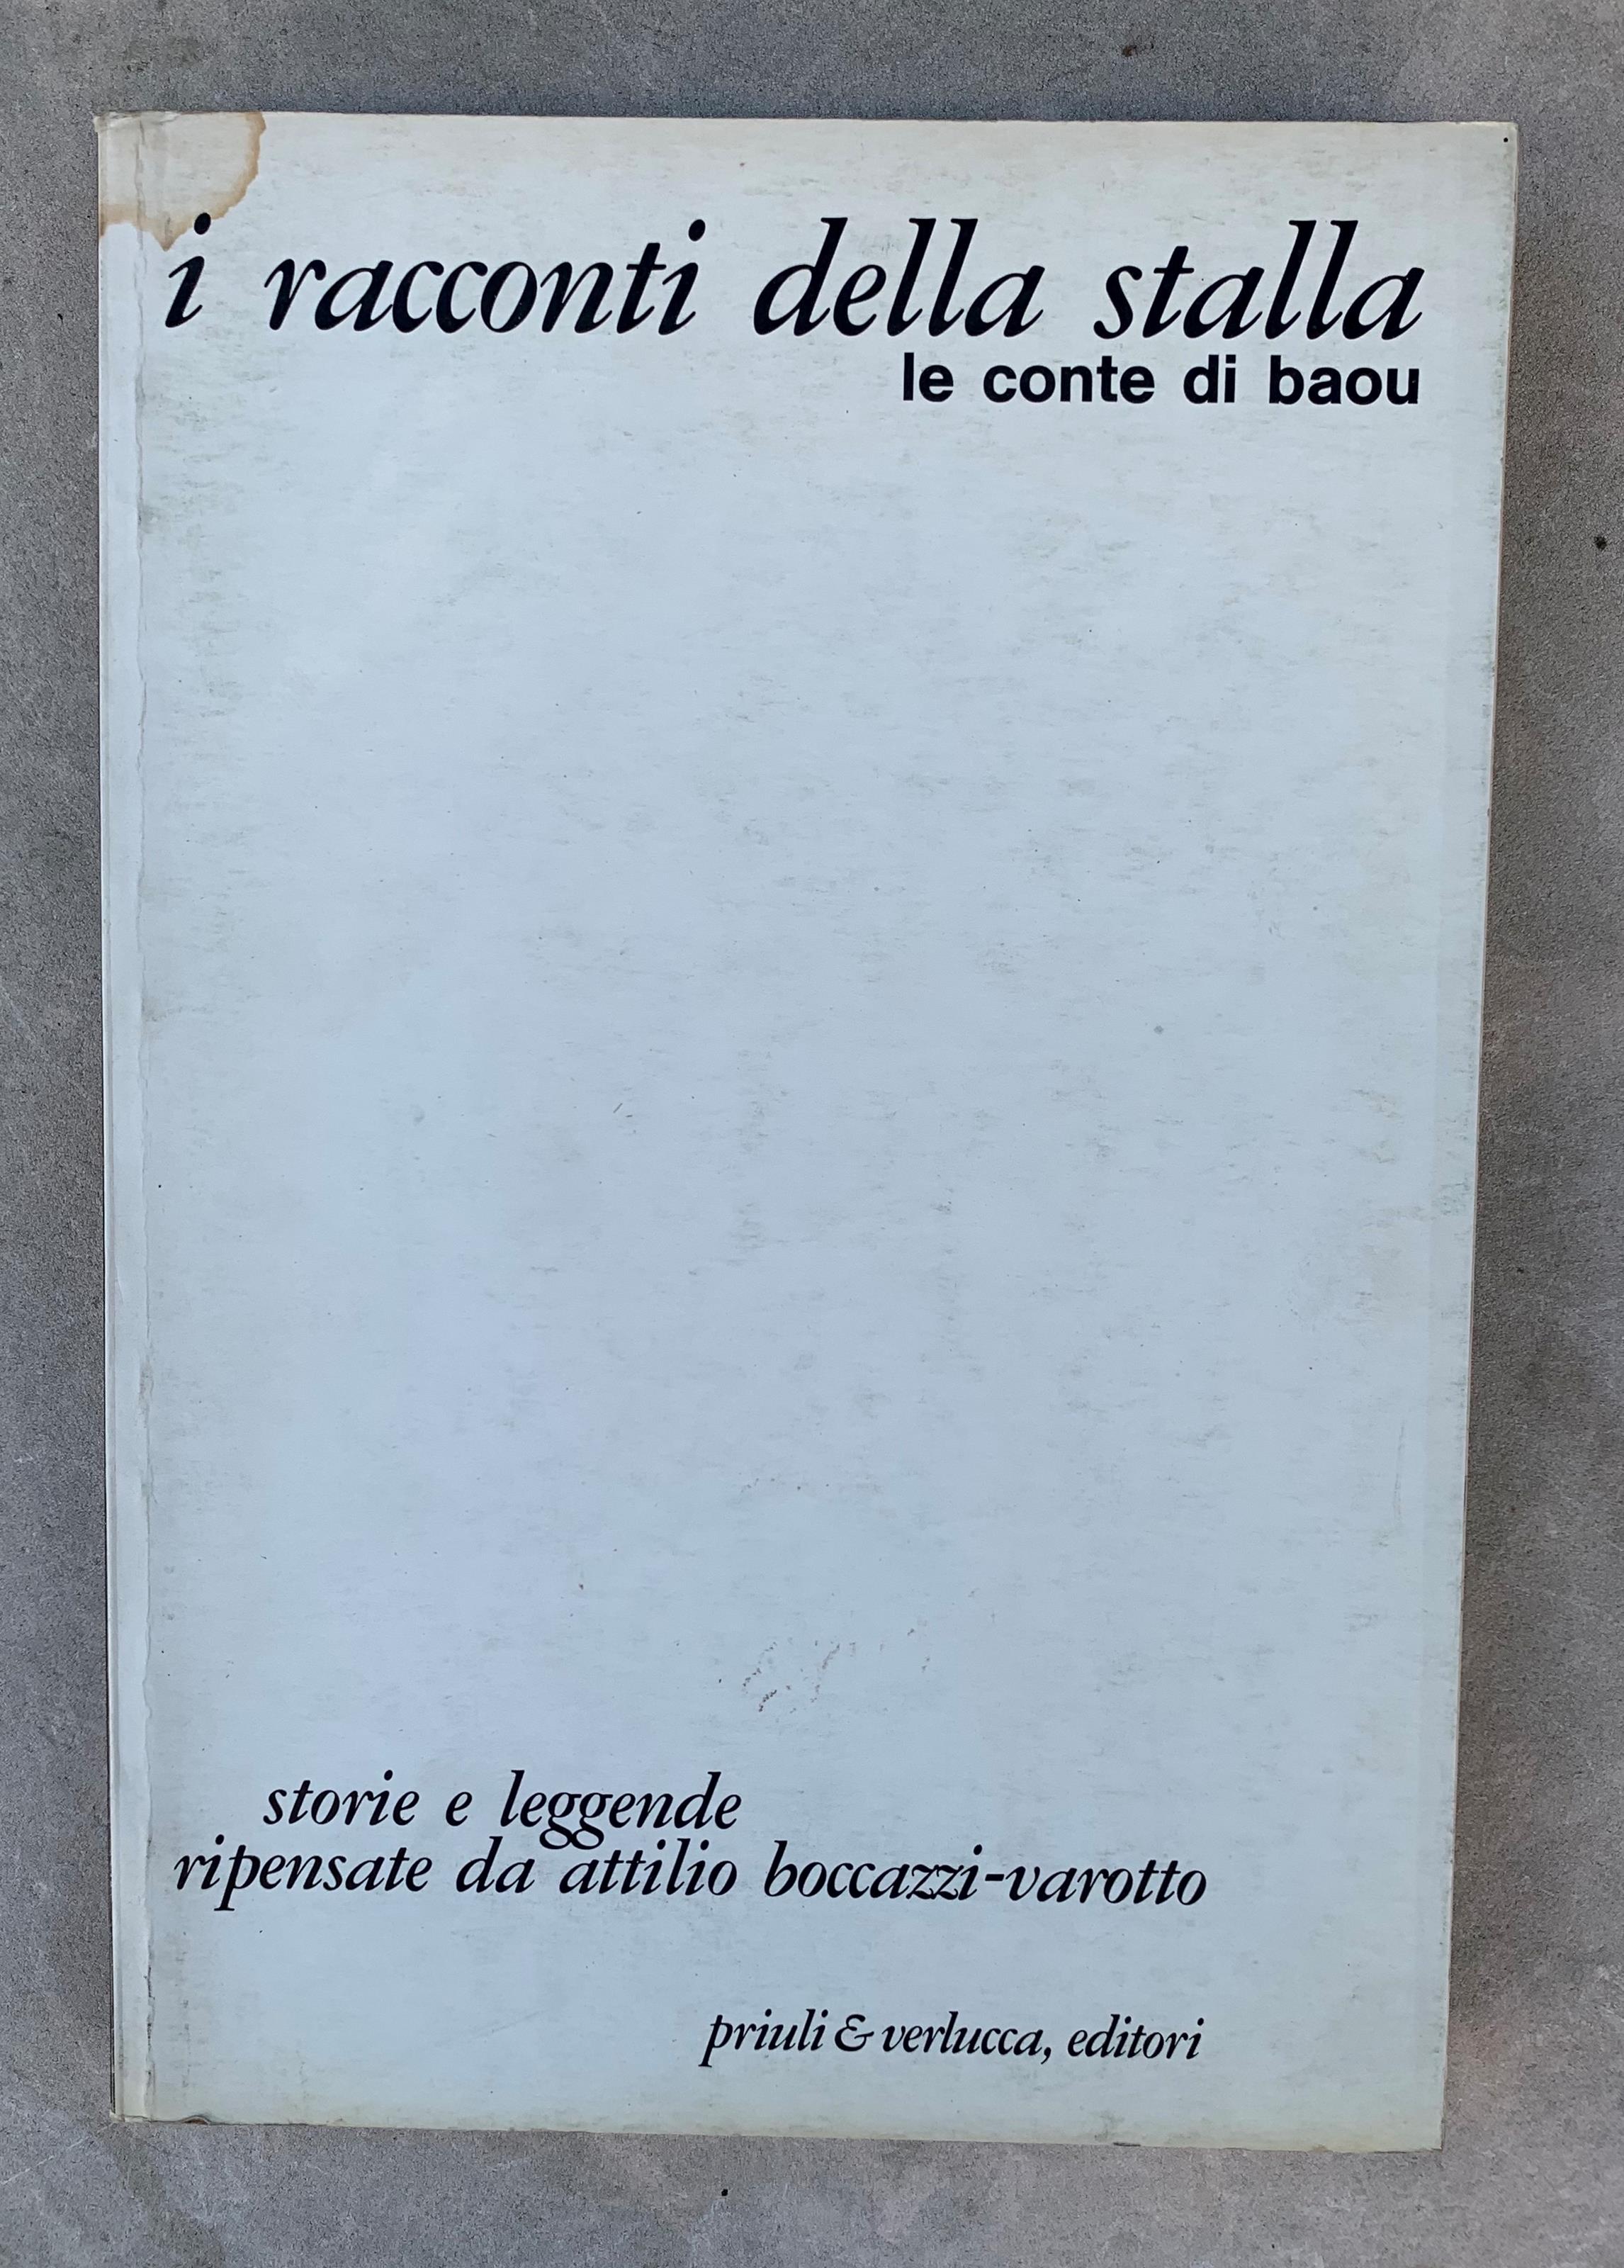 i racconti della stalla
le conte di baou
storie e leggende
ripensate da attilio boccazzi-varotto
priuli & verlucca, editori